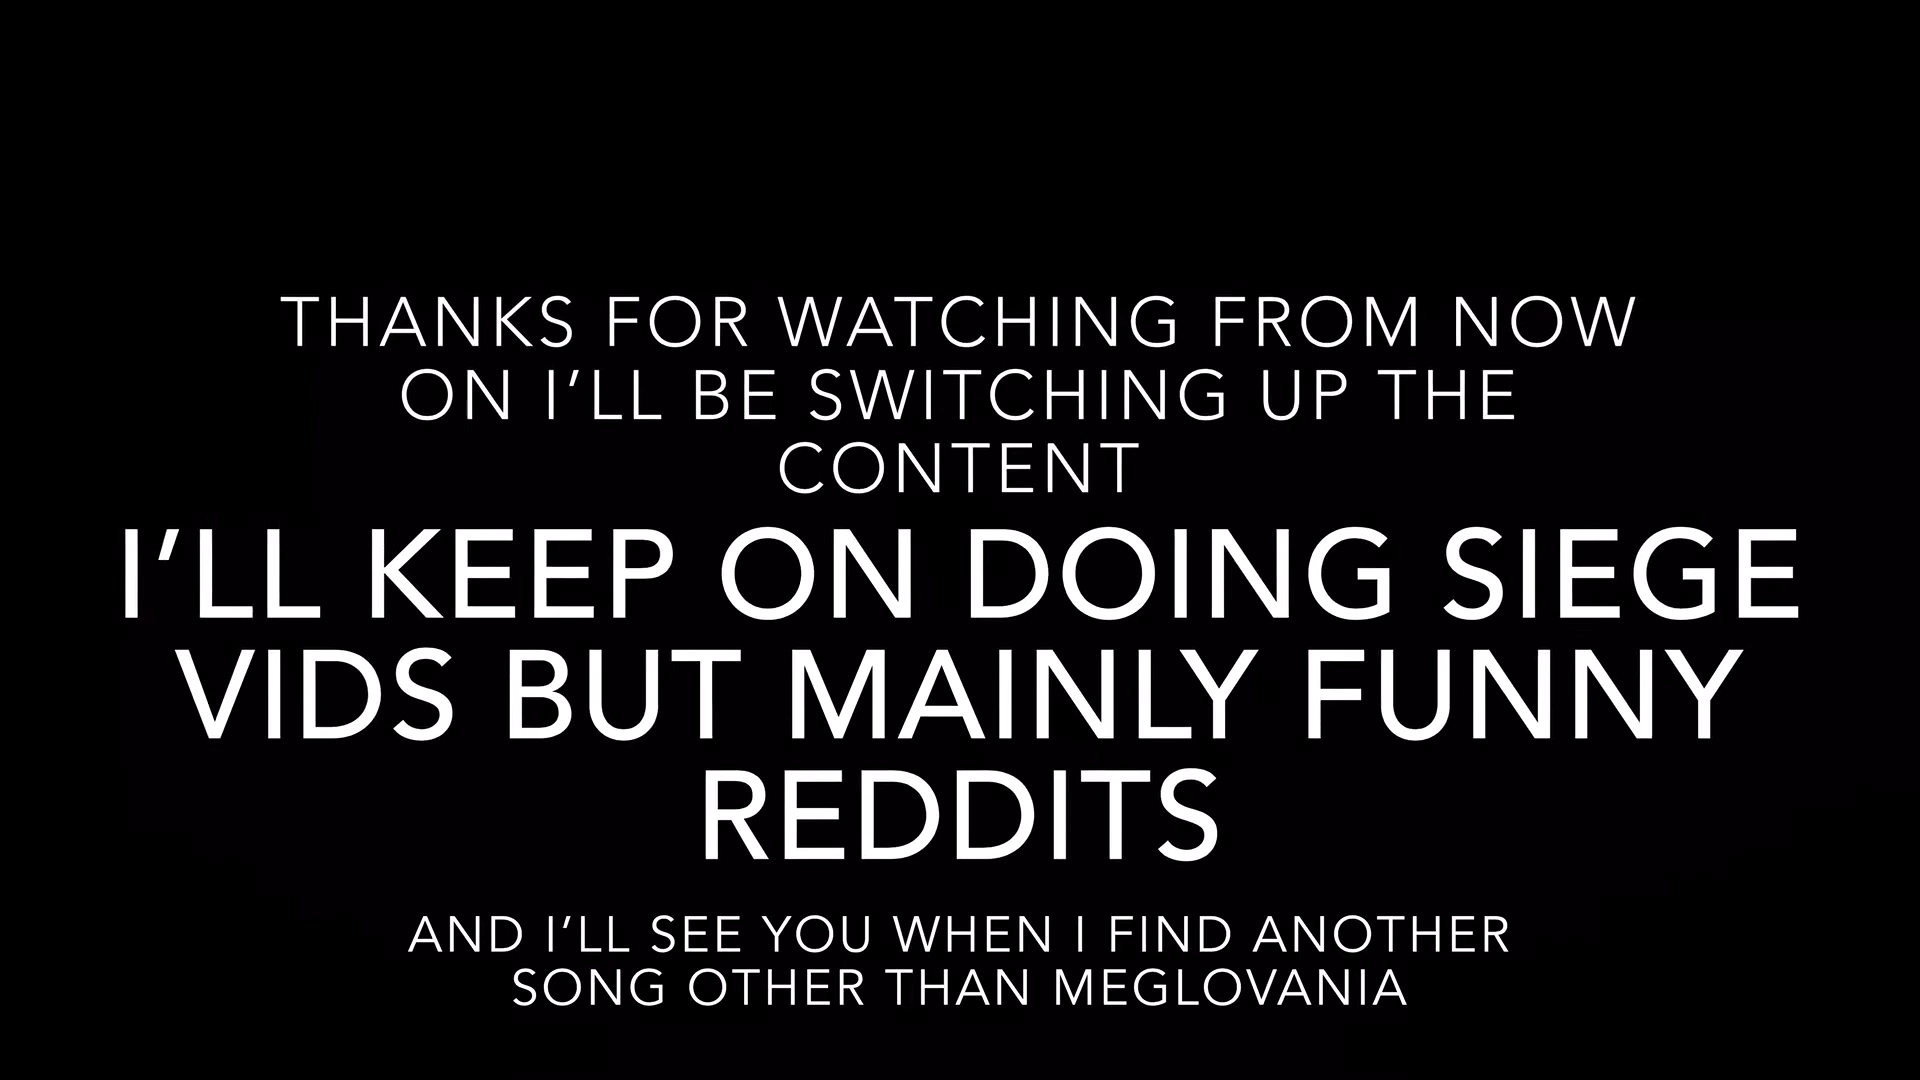 THANKS FOR WATCHING FROM NOW
ON I’LL BE SWITCHING UP THE
CONTENT
I’LL KEEP ON DOING SIEGE
VIDS BUT MAINLY FUNNY
REDDITS
AND I’LL SEE YOU WHEN I FIND ANOTHER
SONG OTHER THAN MEGLOVANIA